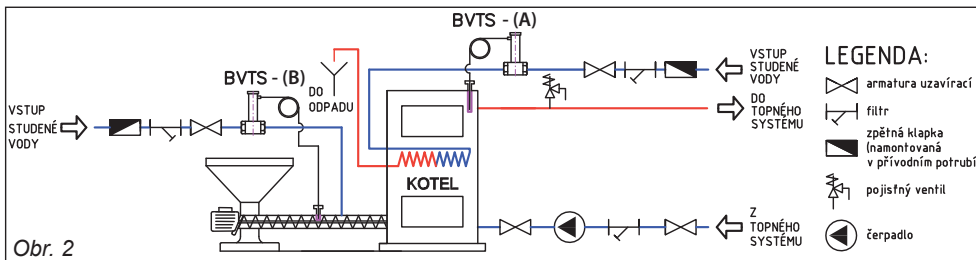 BVTS - (A)
BVTS - (B)
DO
ODPADU
VSTUP
STUDENÉ
VODY
VSTUP
STUDENÉ
VODY
DO
TOPNÉHO
SYSTÉMU
KOTEL
Z
TOPNÉHO
SYSTÉMU
LEGENDA:
armatura uzavírací
filtr
zpětná klapka
(namontovaná
v přívodním potrubí
pojistný ventil
čerpadlo
Obr. 2